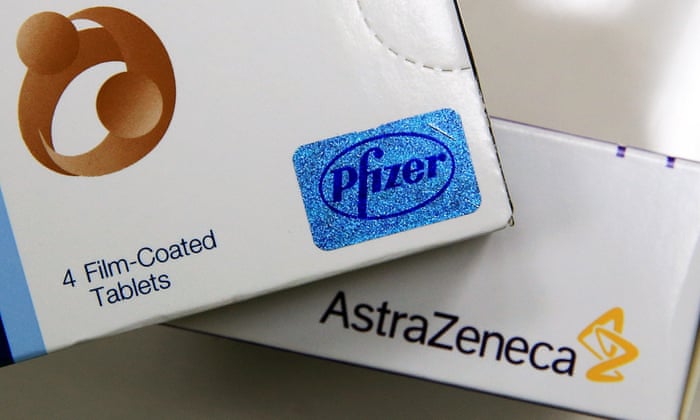 Pfizer
4 Film-Coated
Tablets
AstraZeneca